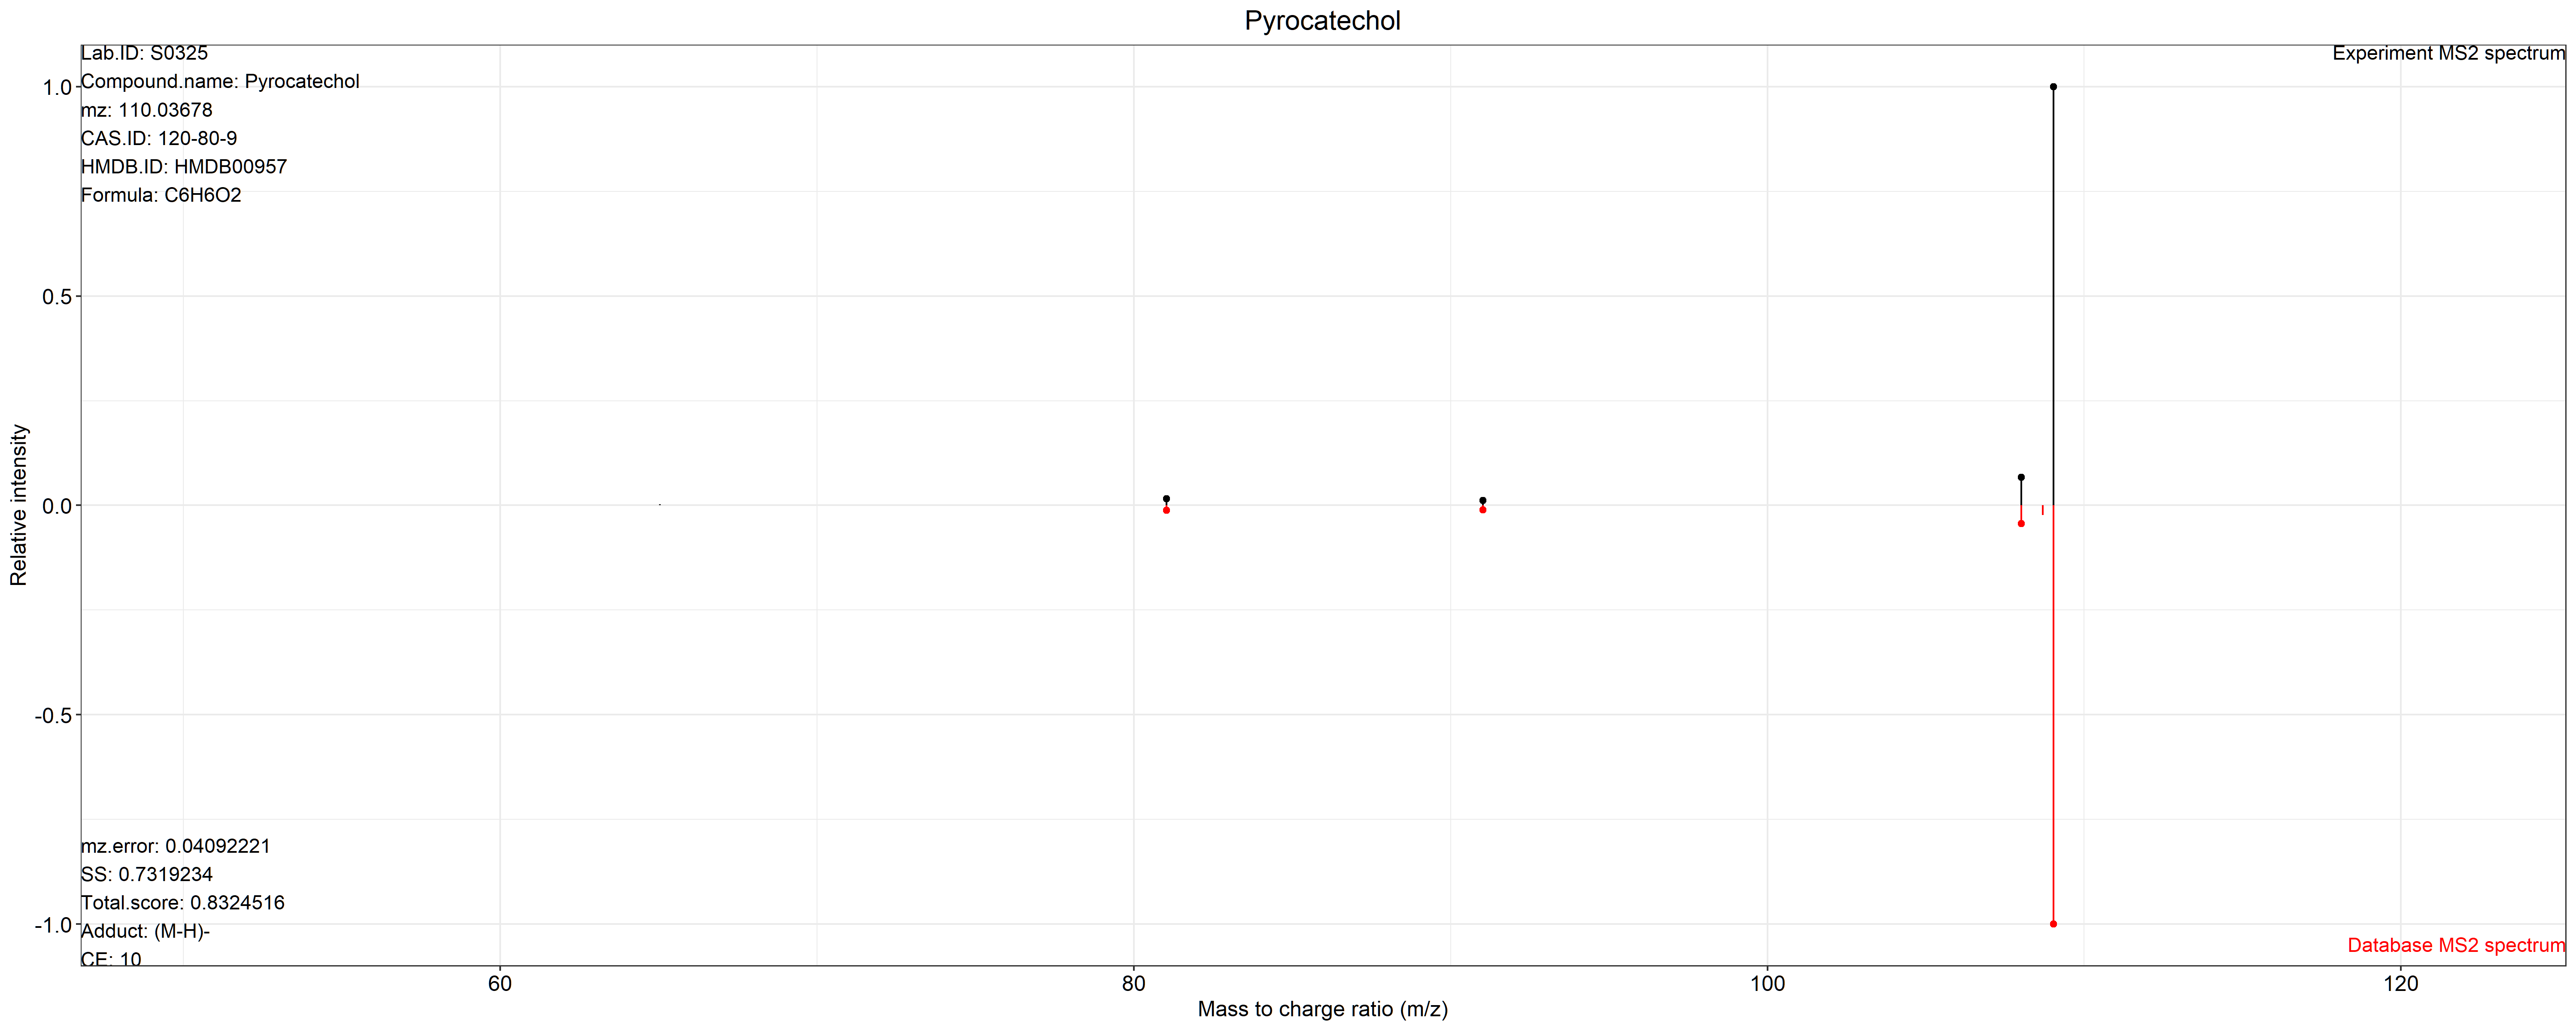 Pyrocatechol
Lab.ID: S0325
Compound.name: Pyrocatechol
mz: 110.03678
CAS.ID: 120-80-9
HMDB.ID: HMDB00957
Formula: C6H6O2
Experiment MS2 spectrum
1.0
0.5
0.0
-0.5
-1.0
Relative intensity
mz.error: 0.04092221
SS: 0.7319234
Total.score: 0.8324516
Adduct: (M-H)-
CE: 10
Database MS2 spectrum
60 80 100 120
Mass to charge ratio (m/z)